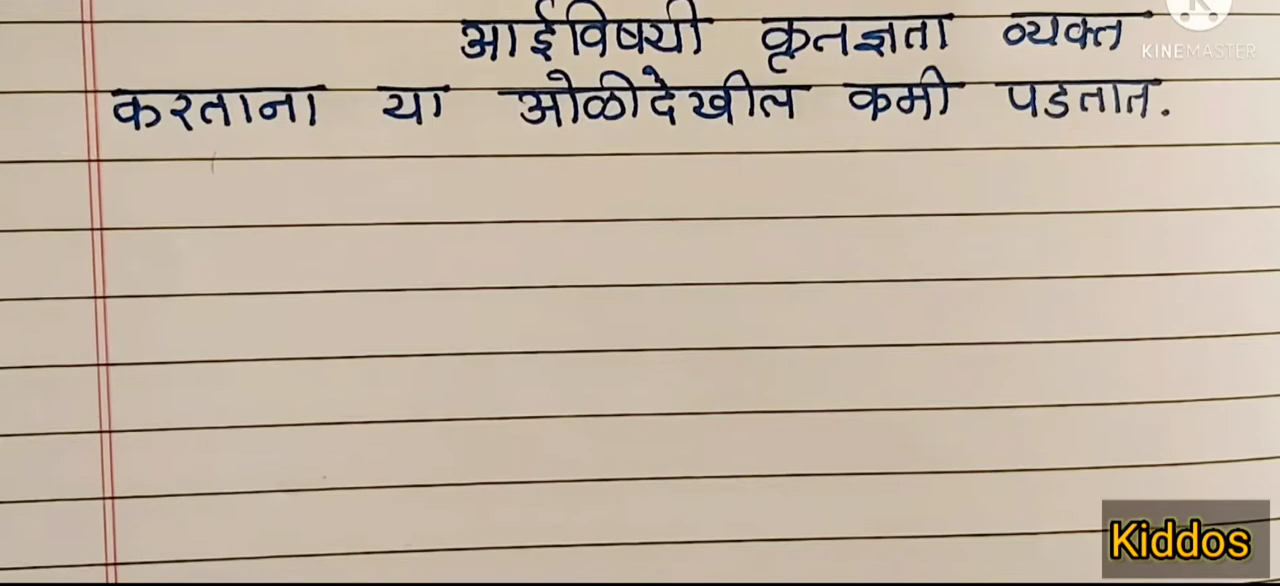 आईविषयी कृतज्ञता व्यक्त
KINEMASTER
करताना या ओळीदेखील कमी पडतात.
Kiddos